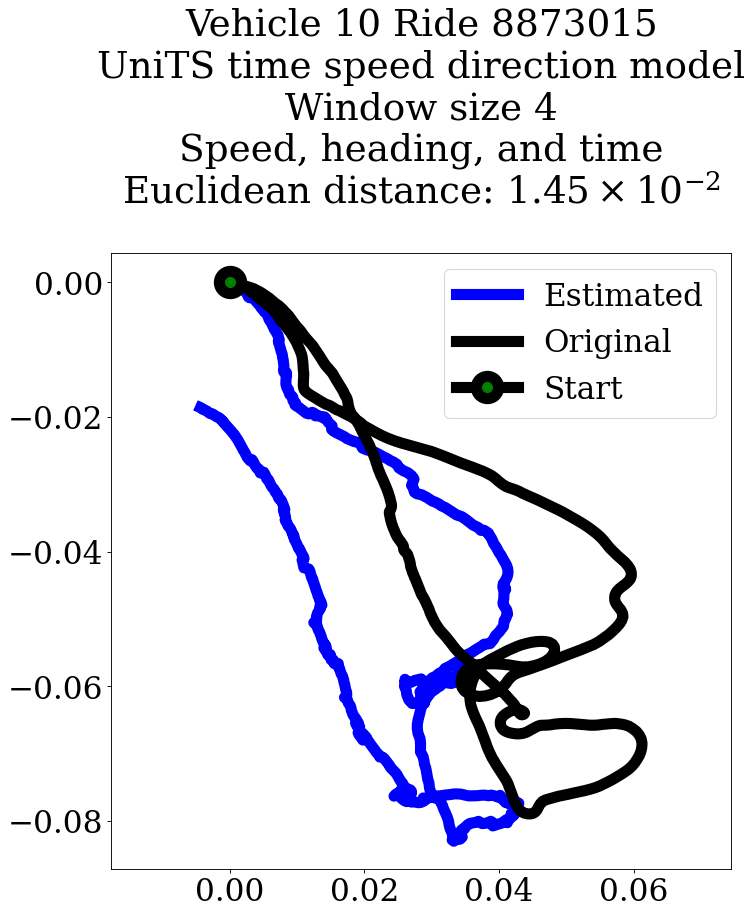 Vehicle 10 Ride 8873015
UniTS time speed direction model
Window size 4
Speed, heading, and time
Euclidean distance: 1.45 × 10⁻²
Estimated
Original
Start
0.00
−0.02
−0.04
−0.06
−0.08
0.00 0.02 0.04 0.06